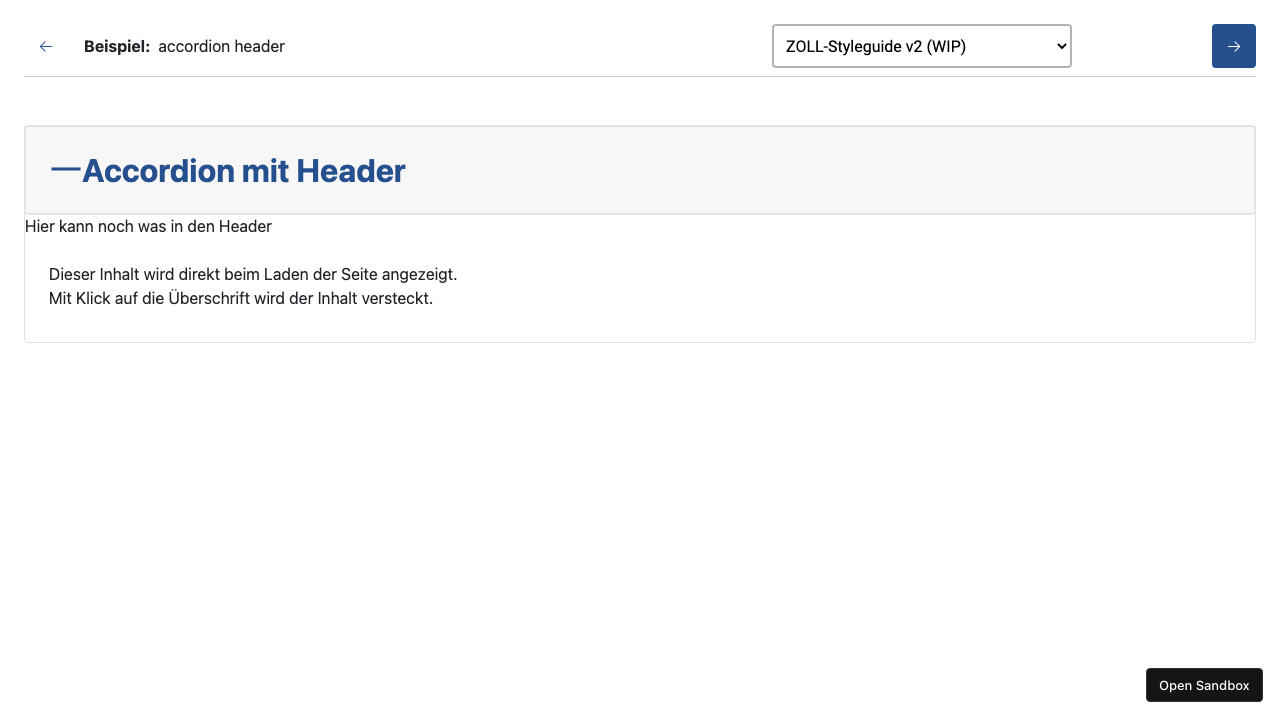 Beispiel: accordion header
ZOLL-Styleguide v2 (WIP)
Accordion mit Header
Hier kann noch was in den Header
Dieser Inhalt wird direkt beim Laden der Seite angezeigt.
Mit Klick auf die Überschrift wird der Inhalt versteckt.
Open Sandbox